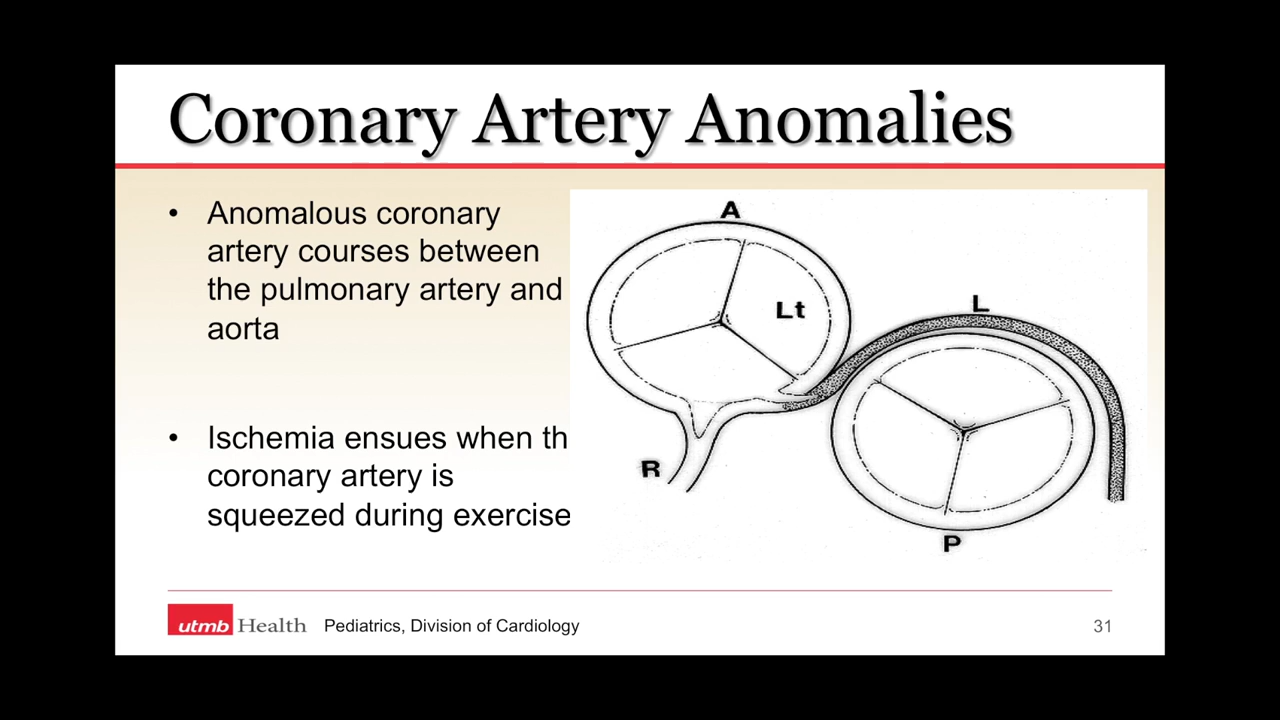 Coronary Artery Anomalies
• Anomalous coronary
artery courses between
the pulmonary artery and
aorta
• Ischemia ensues when th
coronary artery is
squeezed during exercise
A
Lt
L
R
P
utmb Health Pediatrics, Division of Cardiology
31